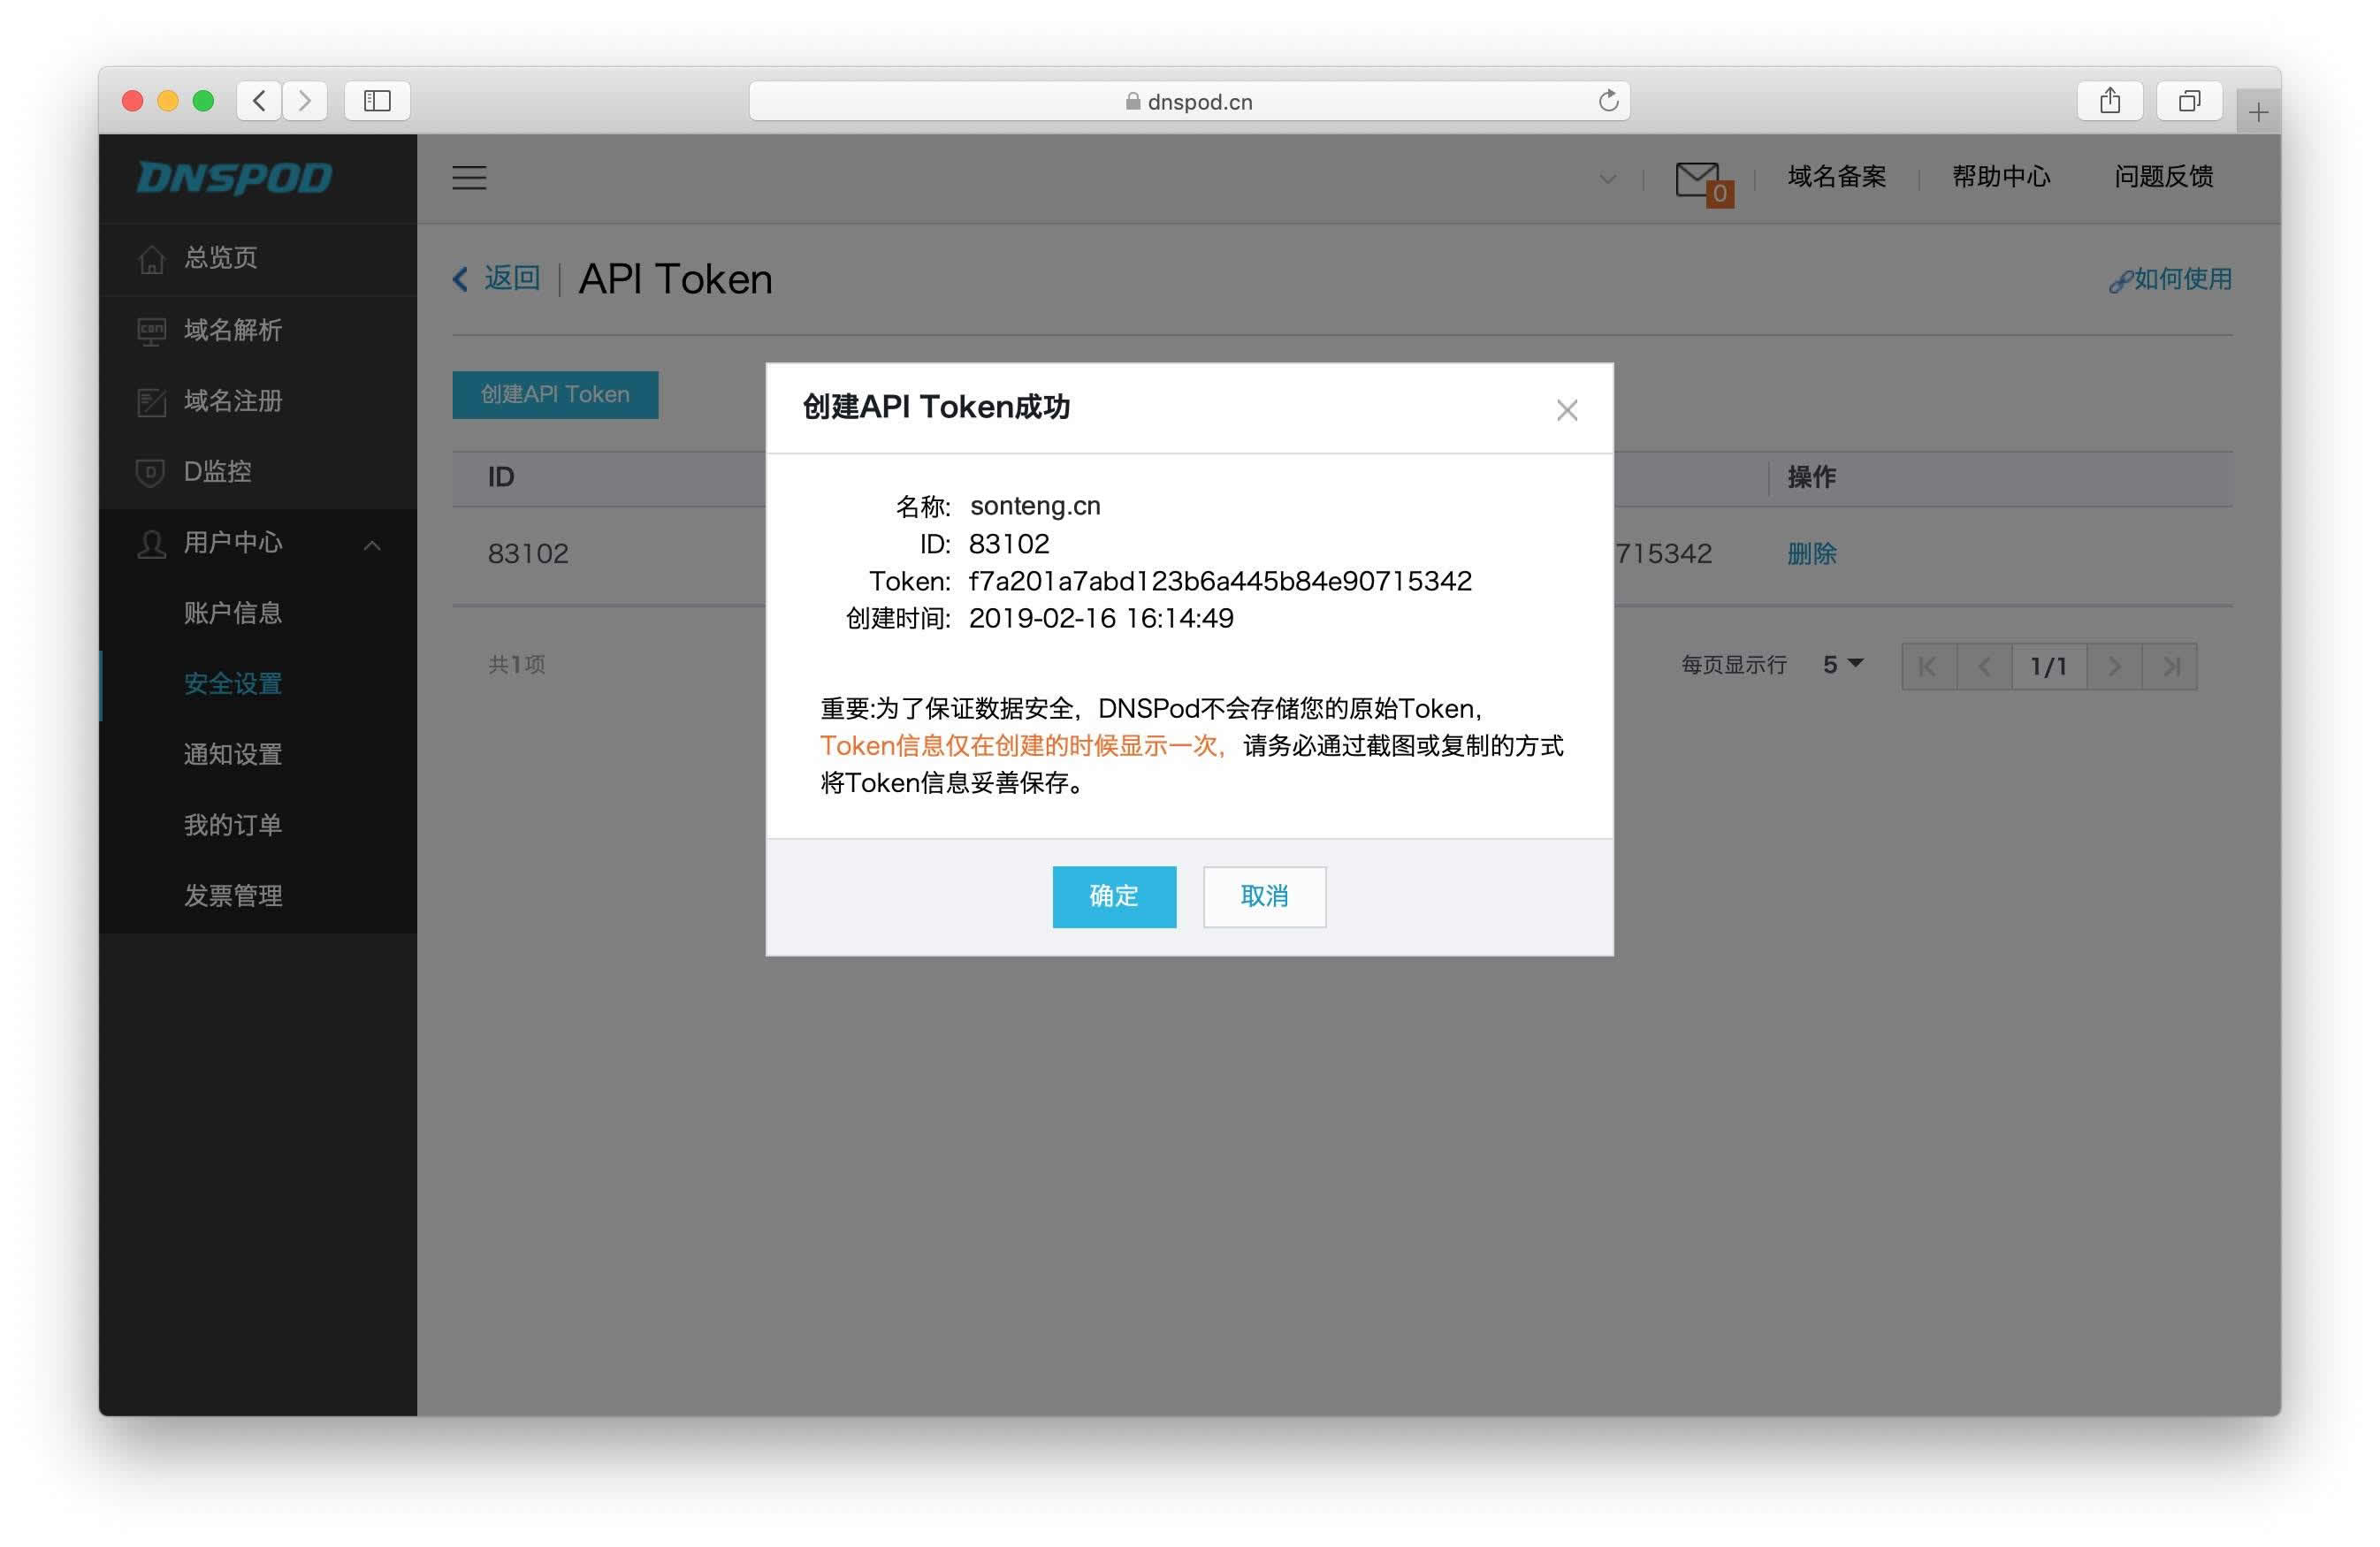 dnspod.cn
DNSPOD
域名备案
帮助中心
问题反馈
0
总览页
域名解析
域名注册
D监控
用户中心
账户信息
安全设置
通知设置
我的订单
发票管理
返回
API Token
如何使用
创建API Token
ID
操作
83102
715342
删除
共1项
每页显示行
5
1/1
创建API Token成功
名称: sonteng.cn
ID: 83102
Token: f7a201a7abd123b6a445b84e90715342
创建时间: 2019-02-16 16:14:49
重要:为了保证数据安全，DNSPod不会存储您的原始Token，
Token信息仅在创建的时候显示一次，请务必通过截图或复制的方式
将Token信息妥善保存。
确定
取消